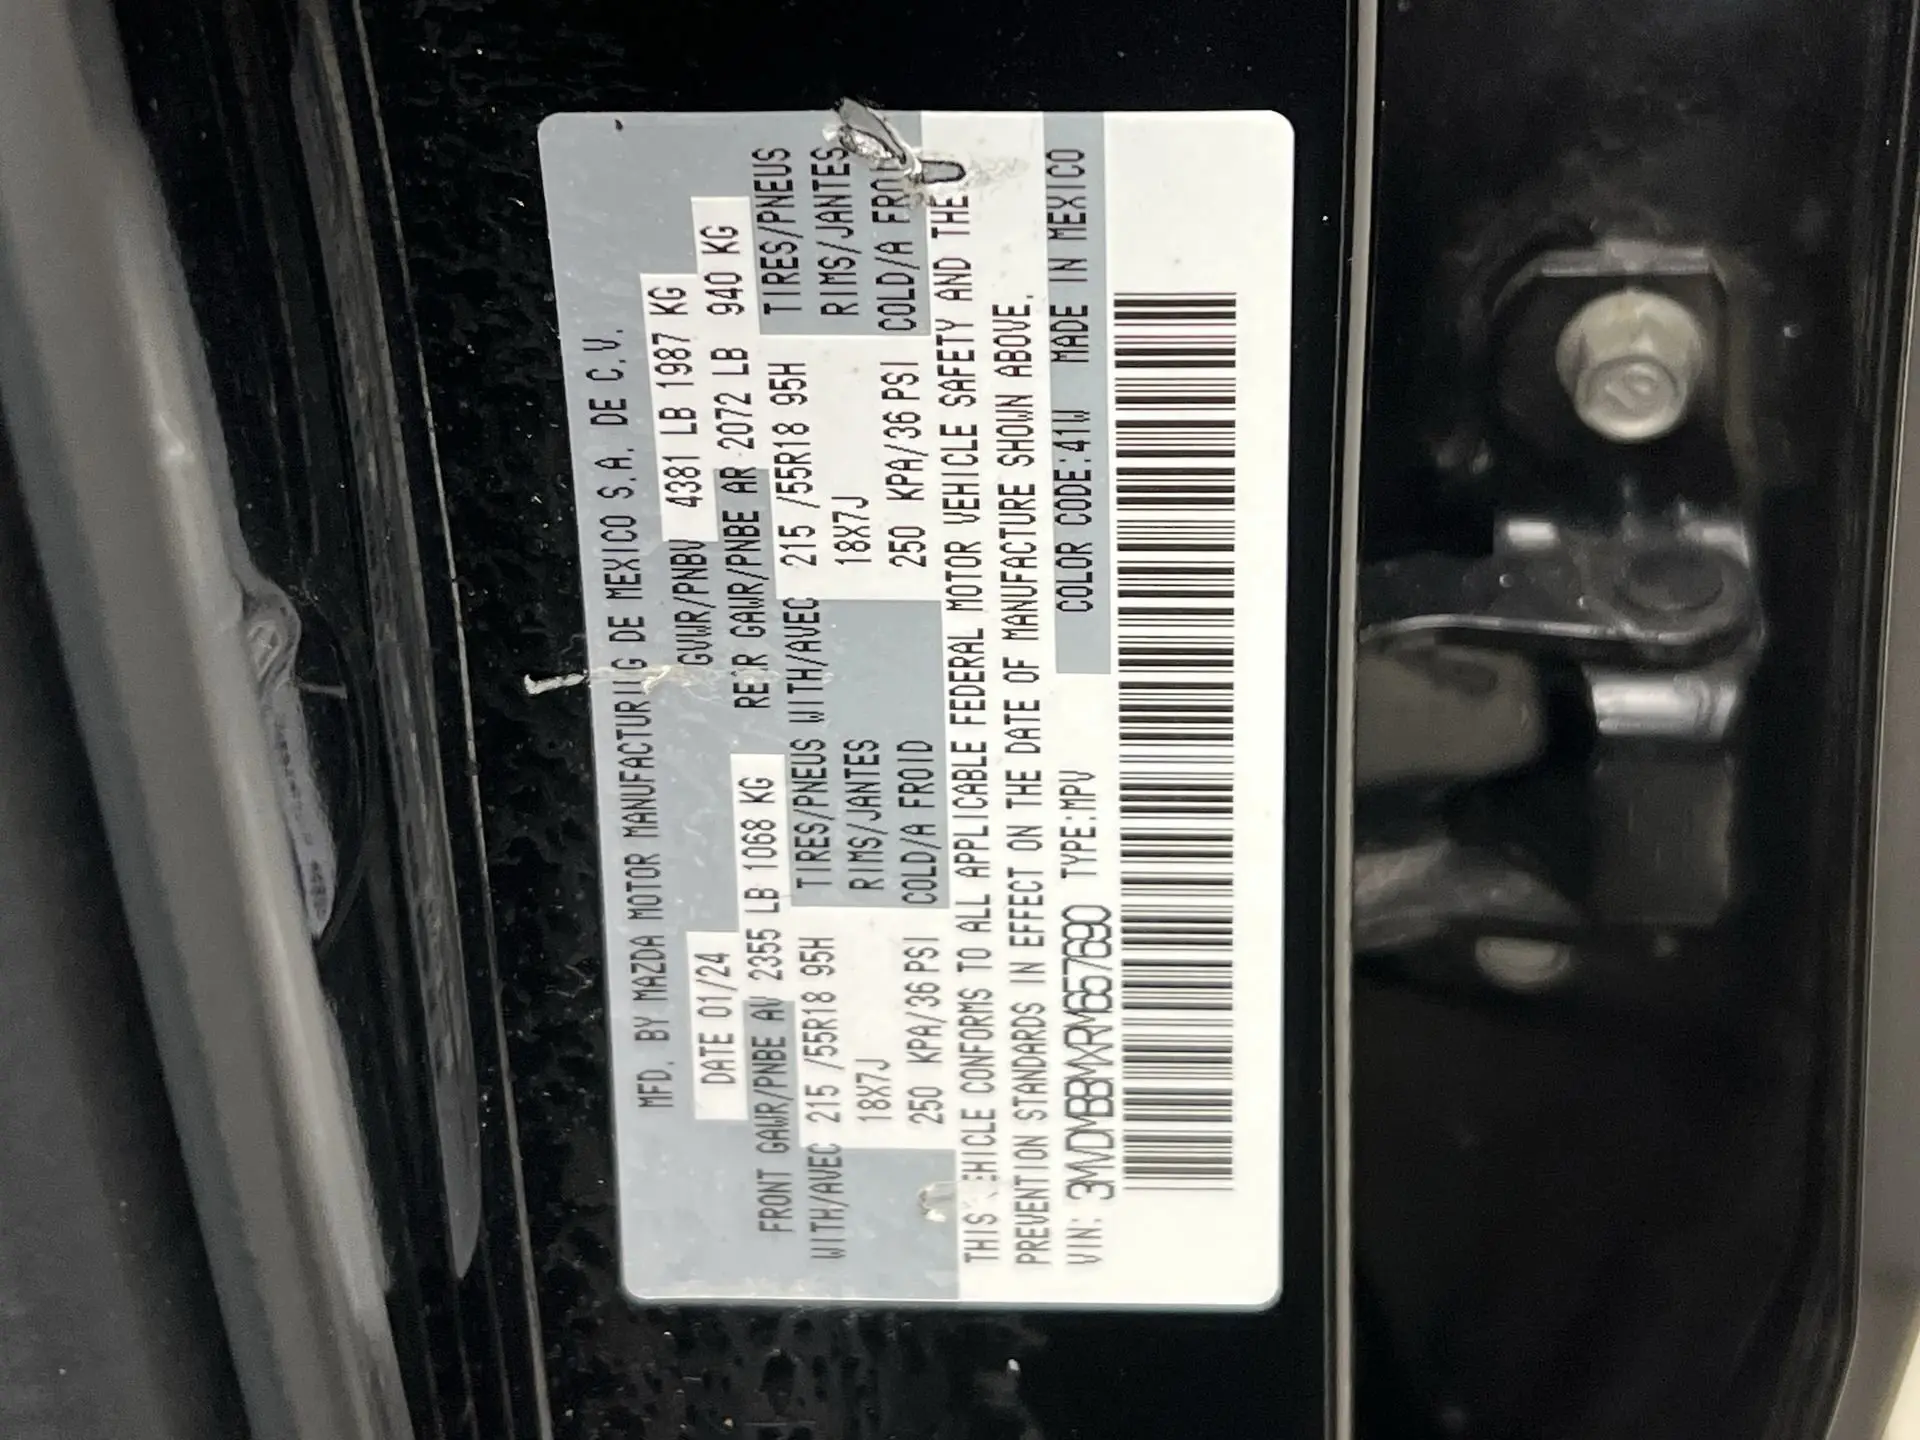 MFD. BY MAZDA MOTOR MANUFACTURING DE MEXICO S.A. DE C.V.
DATE 01/24 GVWR/PNBV 4381 LB 1987 KG
FRONT GAWR/PNBE AV 2355 LB 1068 KG REAR GAWR/PNBE AR 2072 LB 940 KG
WITH/AVEC 215 /55R18 95H TIRES/PNEUS WITH/AVEC 215 /55R18 95H TIRES/PNEUS
18X7J RIMS/JANTES 18X7J RIMS/JANTES
250 KPA/36 PSI COLD/A FROID 250 KPA/36 PSI COLD/A FROID
THIS VEHICLE CONFORMS TO ALL APPLICABLE FEDERAL MOTOR VEHICLE SAFETY AND THE
PREVENTION STANDARDS IN EFFECT ON THE DATE OF MANUFACTURE SHOWN ABOVE.
VIN: 3MVDMBBMXRM657690 TYPE:MPV COLOR CODE:41W MADE IN MEXICO